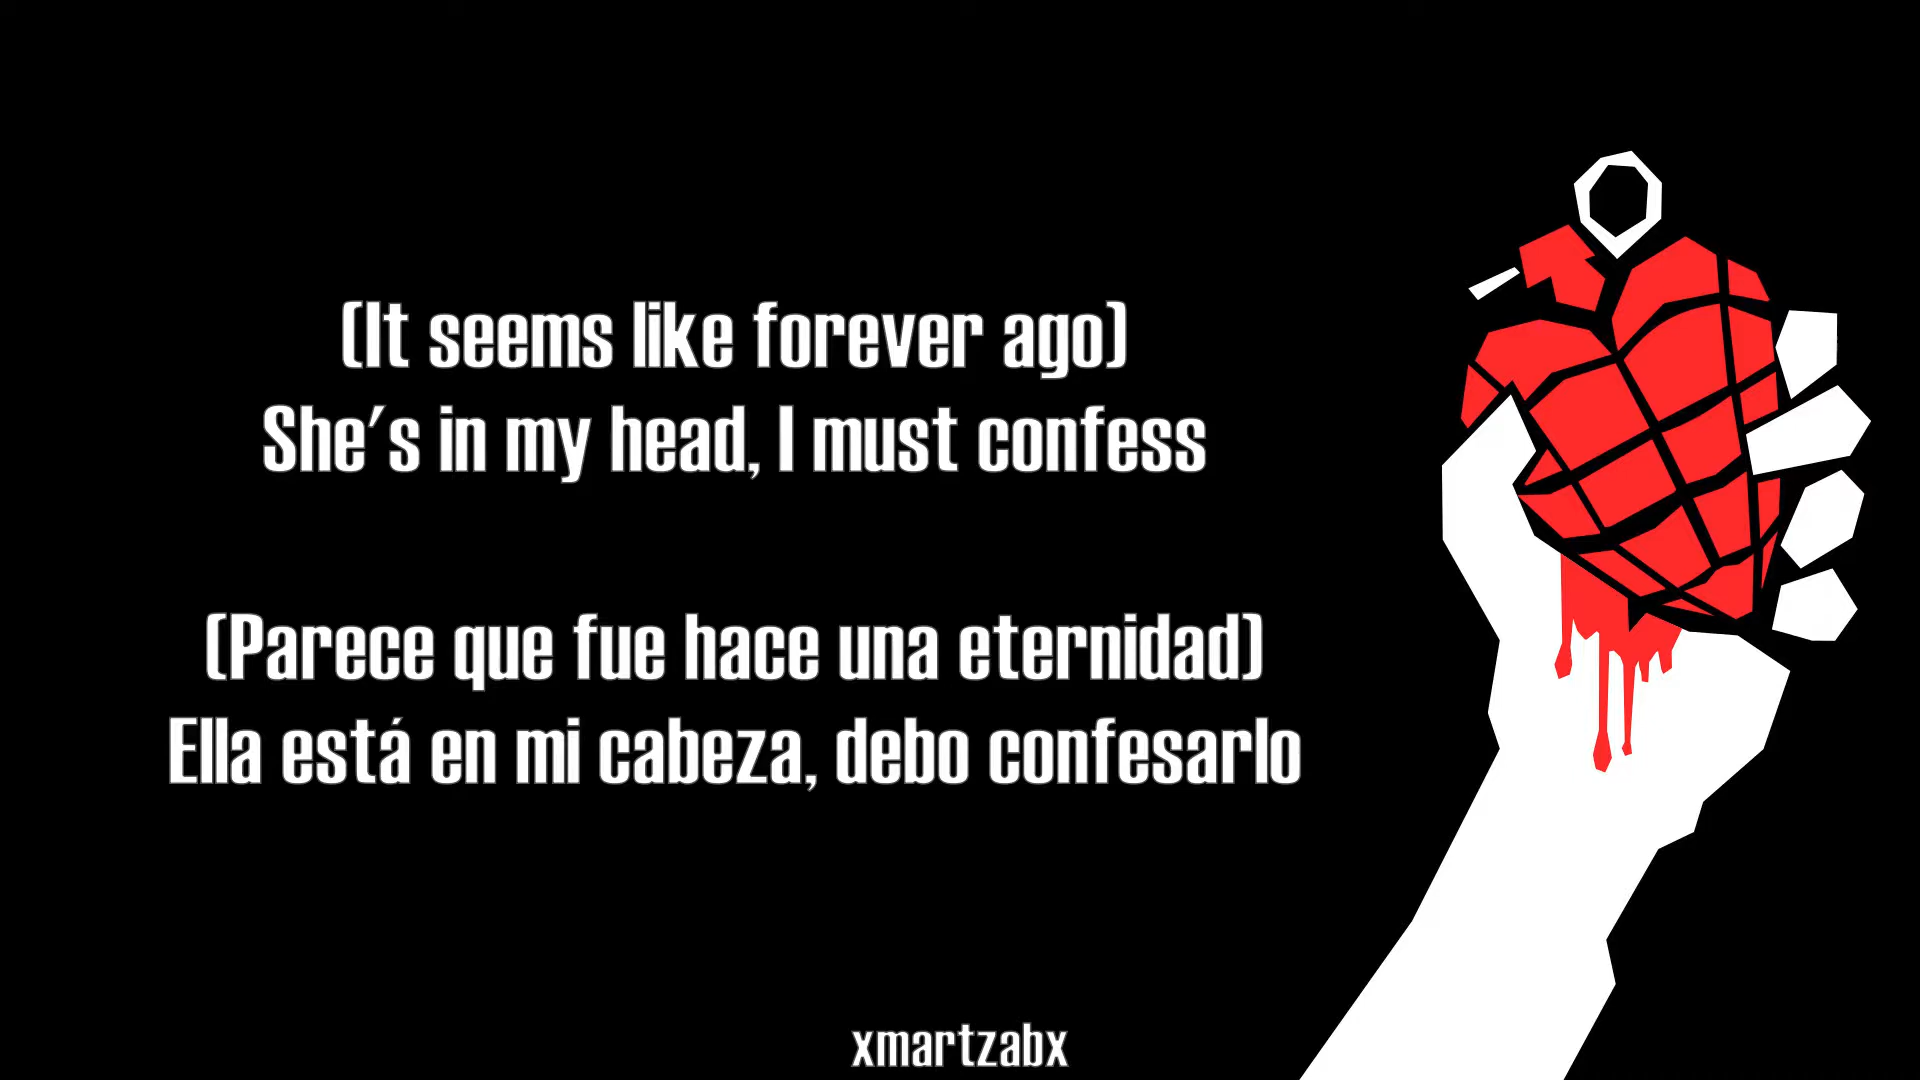 (It seems like forever ago)
She's in my head, I must confess
(Parece que fue hace una eternidad)
Ella está en mi cabeza, debo confesarlo
xmartzabx